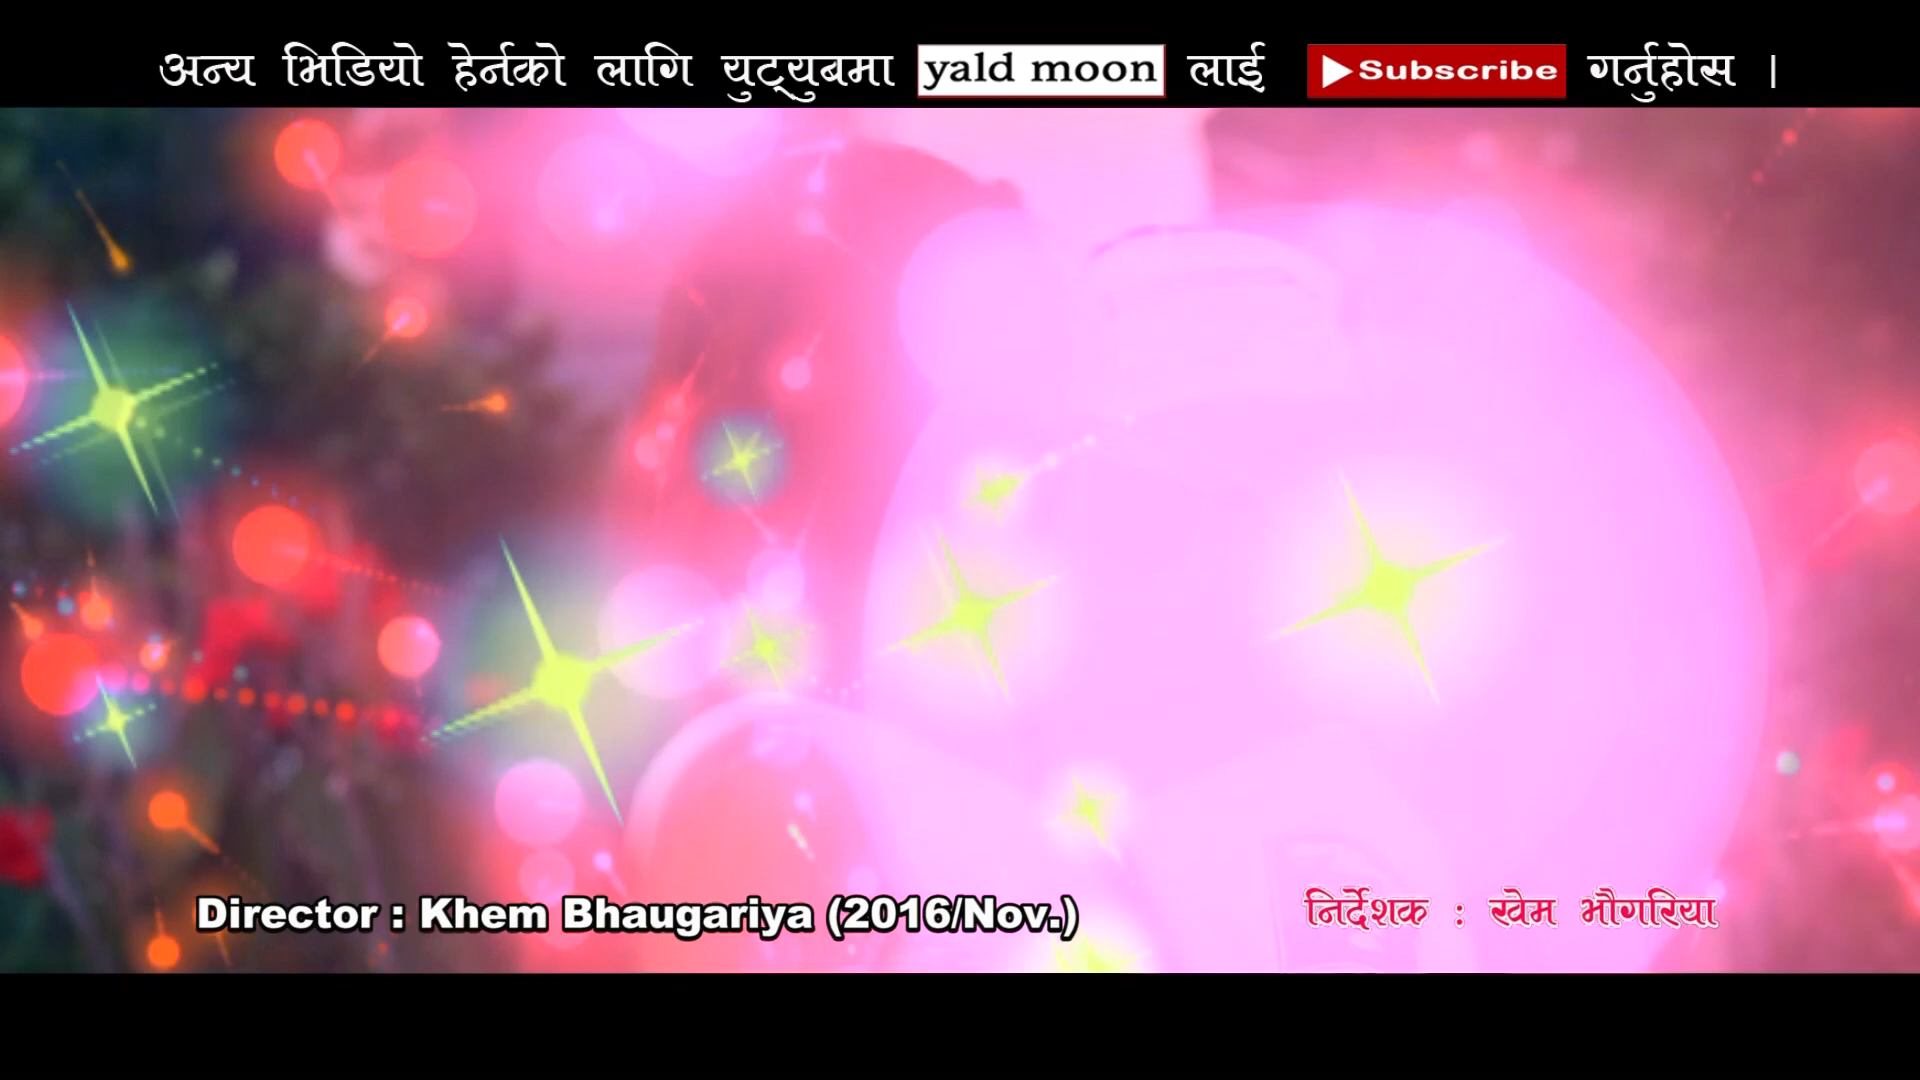 अन्य भिडियो हेर्नको लागि युट्युबमा yald moon लाई Subscribe गर्नुहोस ।
Director : Khem Bhaugariya (2016/Nov.) निर्देशक : खेम भौगरिया